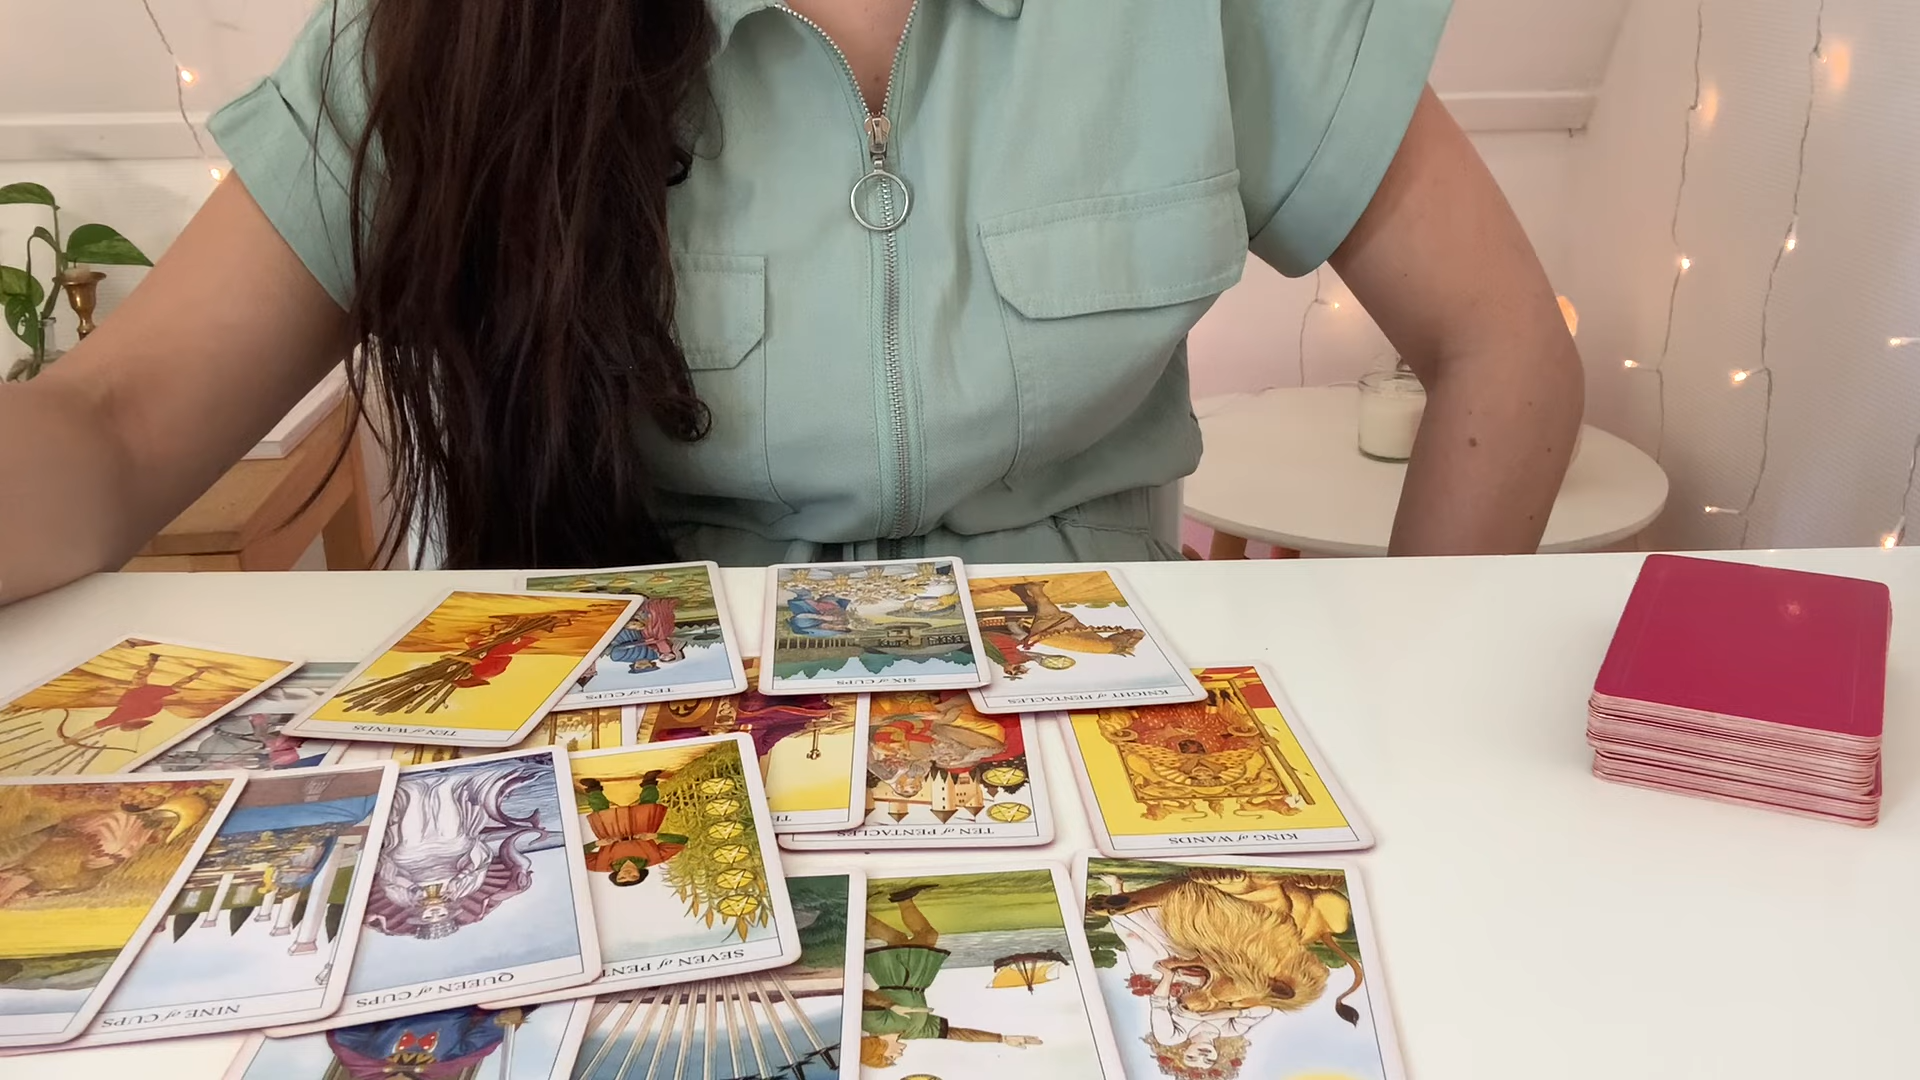 TEN of CUPS
SIX of CUPS
KNIGHT of PENTACLES
TEN of WANDS
TEN of PENTACLES
KING of WANDS
SEVEN of PENT
QUEEN of CUPS
NINE of CUPS